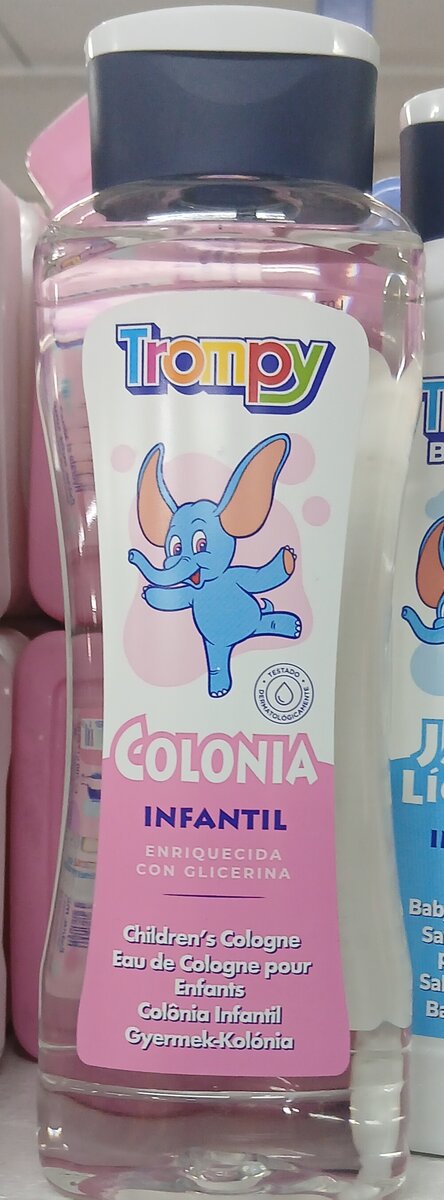 Trompy
TESTADO
DERMATOLÓGICAMENTE
COLONIA
INFANTIL
ENRIQUECIDA
CON GLICERINA
Children's Cologne
Eau de Cologne pour
Enfants
Colônia Infantil
Gyermek-Kolónia